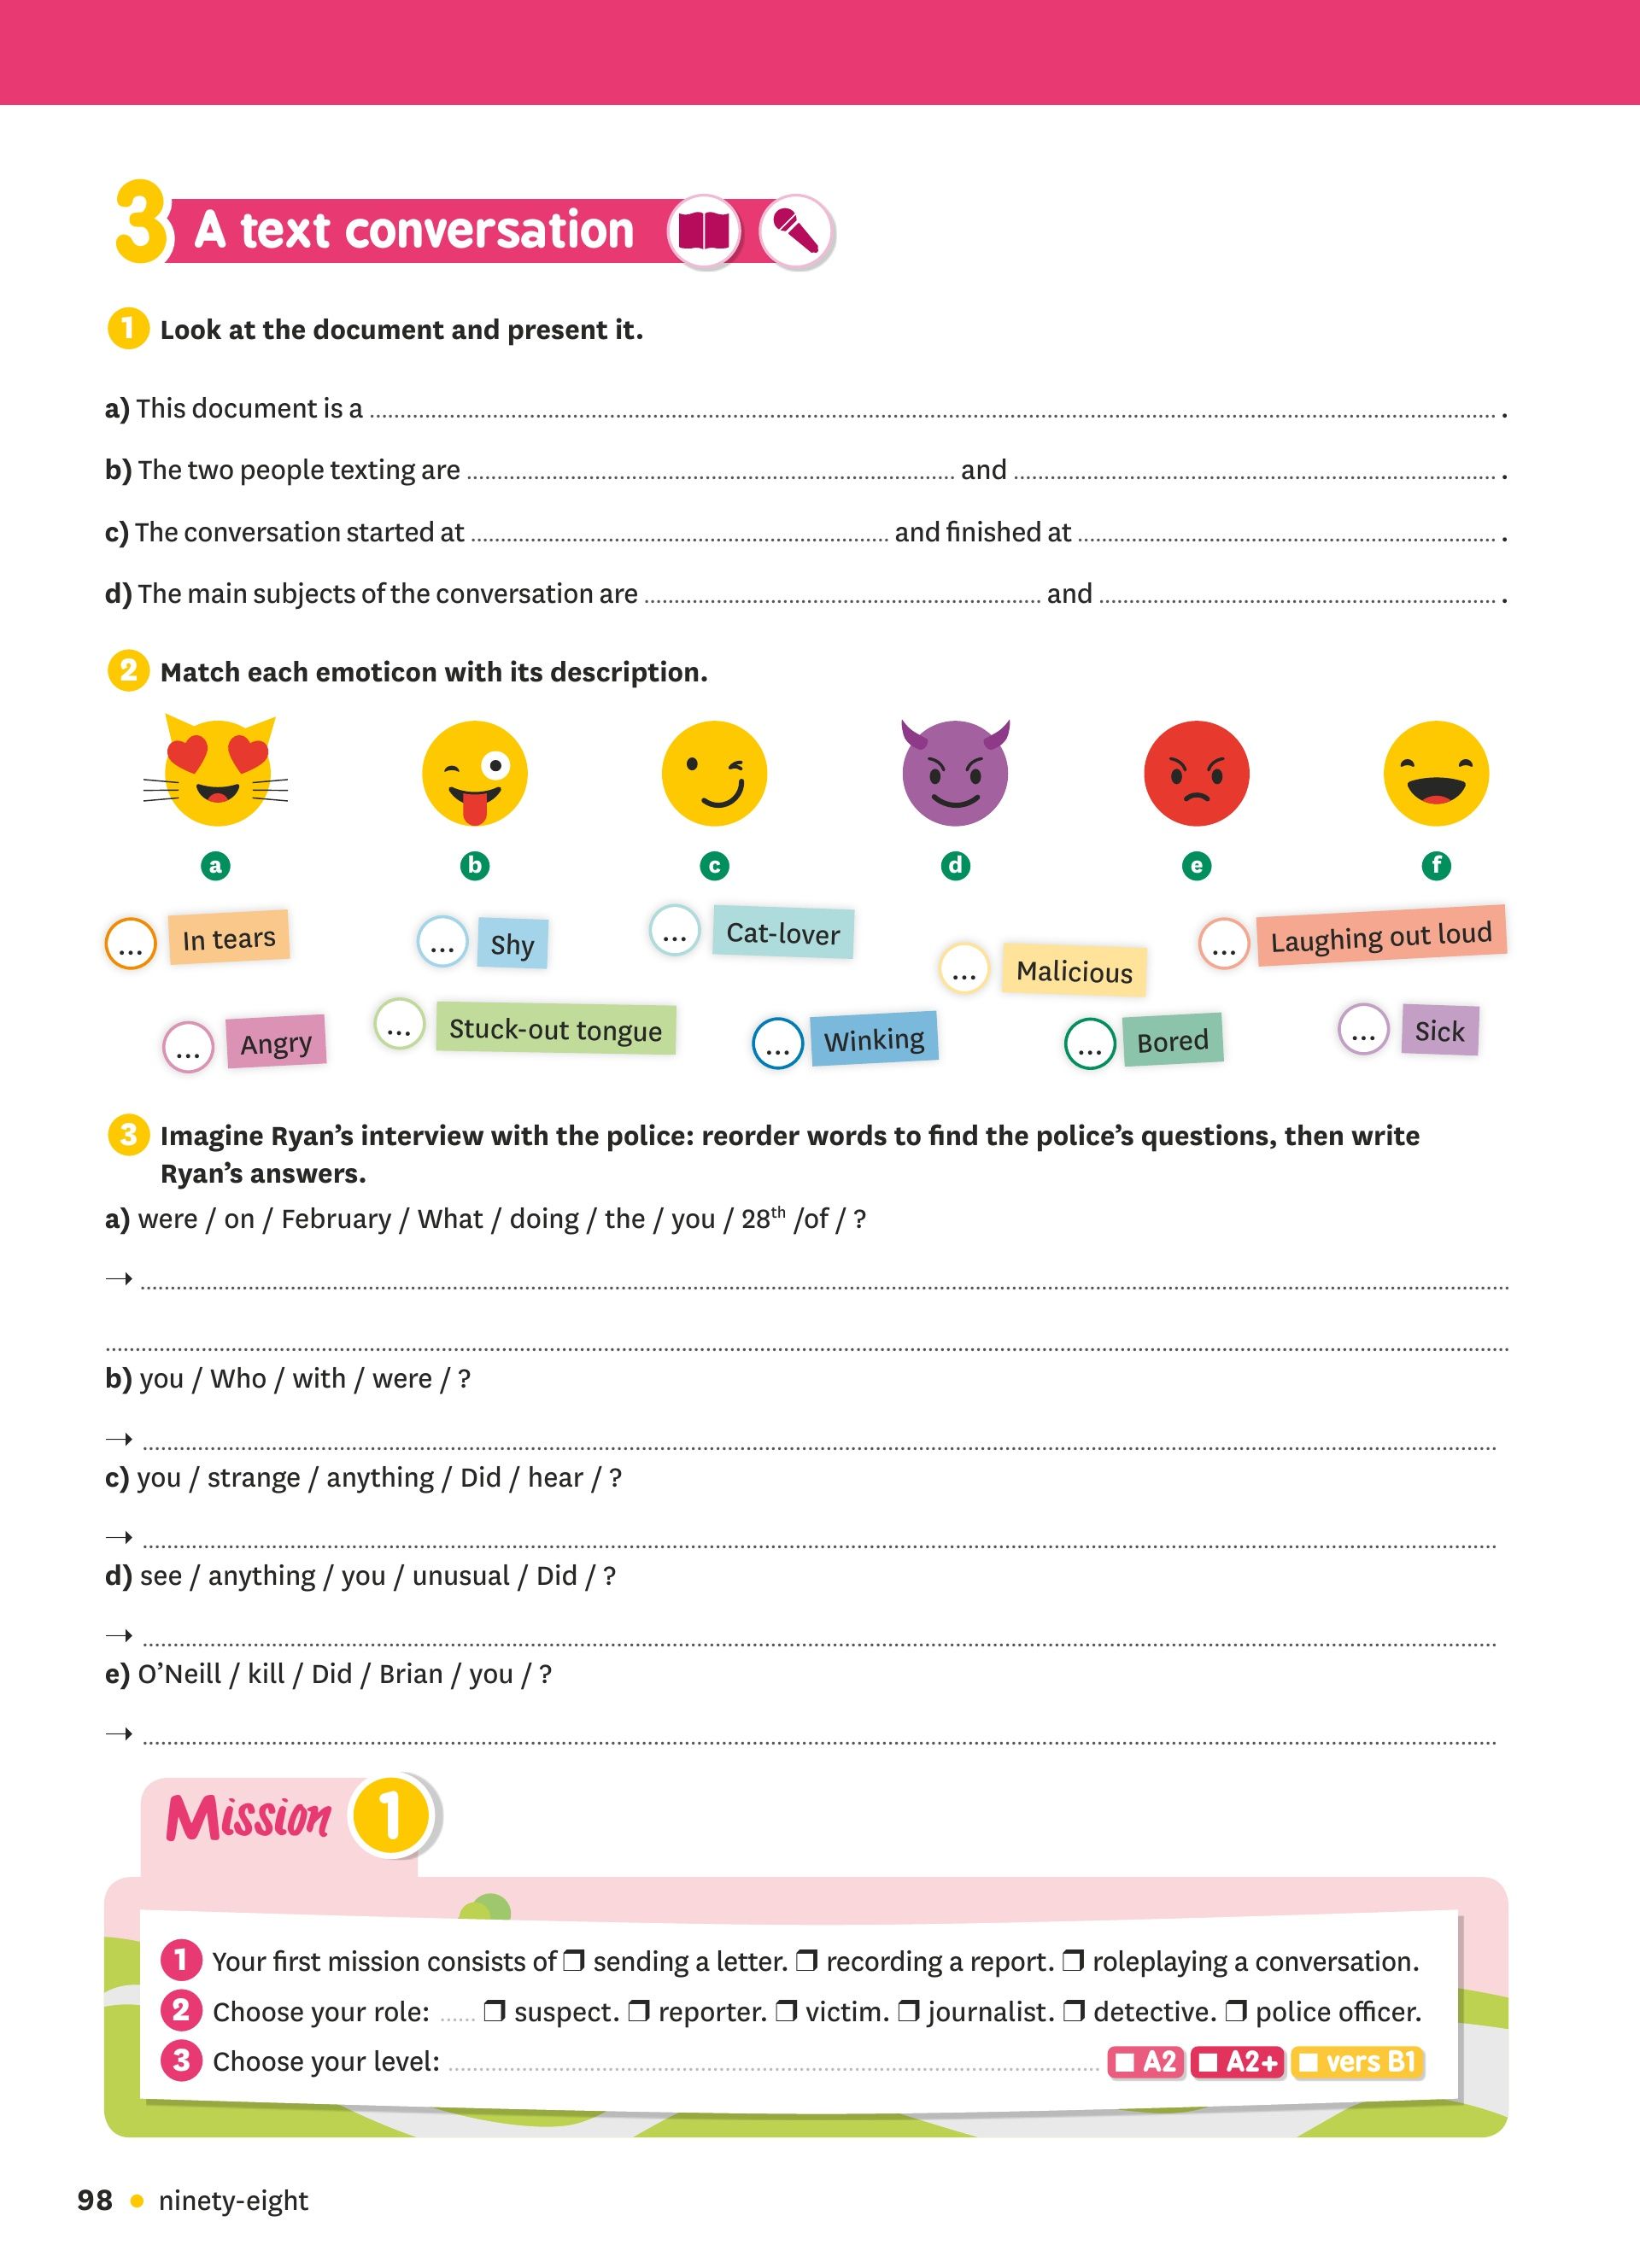 3 A text conversation
1 Look at the document and present it.
a) This document is a ........ .
b) The two people texting are ........ and ........ .
c) The conversation started at ........ and finished at ........ .
d) The main subjects of the conversation are ........ and ........ .
2 Match each emoticon with its description.
a b c d e f
... In tears
... Shy
... Cat-lover
... Malicious
... Laughing out loud
... Angry
... Stuck-out tongue
... Winking
... Bored
... Sick
3 Imagine Ryan's interview with the police: reorder words to find the police's questions, then write
Ryan's answers.
a) were / on / February / What / doing / the / you / 28th /of / ?
→ ........
........
b) you / Who / with / were / ?
→ ........
c) you / strange / anything / Did / hear / ?
→ ........
d) see / anything / you / unusual / Did / ?
→ ........
e) O'Neill / kill / Did / Brian / you / ?
→ ........
Mission 1
1 Your first mission consists of ❒ sending a letter. ❒ recording a report. ❒ roleplaying a conversation.
2 Choose your role: ...... ❒ suspect. ❒ reporter. ❒ victim. ❒ journalist. ❒ detective. ❒ police officer.
3 Choose your level: ........ ■ A2 ■ A2+ ■ vers B1
98 • ninety-eight